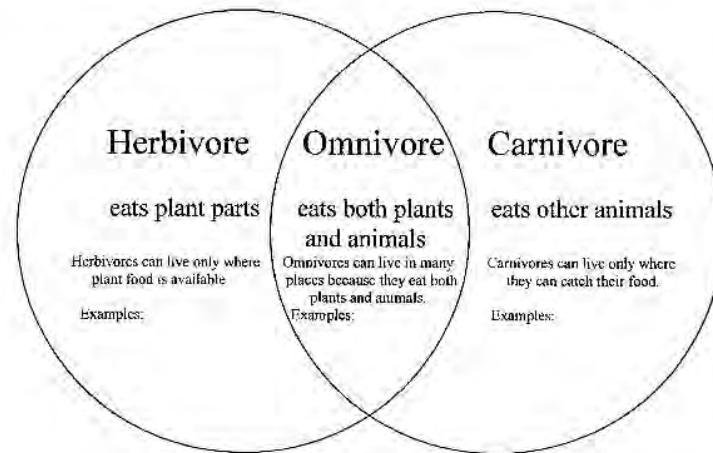 Herbivore
eats plant parts
Herbivores can live only where
plant food is available
Examples:
Omnivore
eats both plants
and animals
Omnivores can live in many
places because they eat both
plants and animals.
Examples:
Carnivore
eats other animals
Carnivores can live only where
they can catch their food.
Examples: